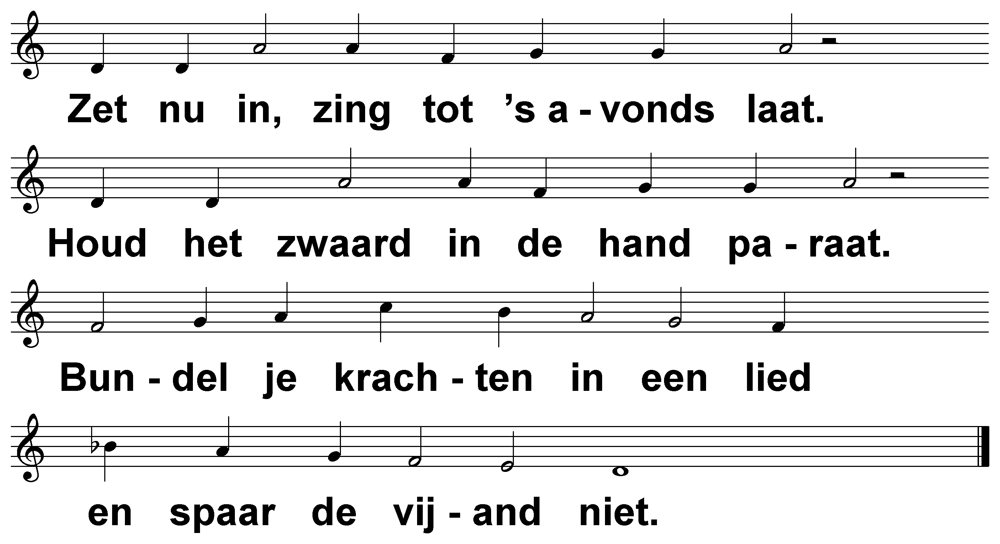 Zet nu in, zing tot ’s a - vonds laat.
Houd het zwaard in de hand pa - raat.
Bun - del je krach - ten in een lied
en spaar de vij - and niet.